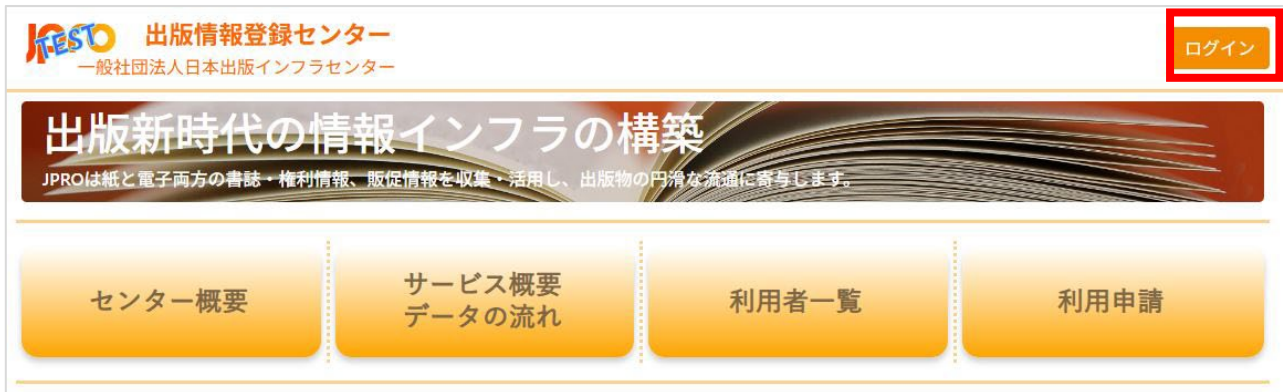 TEST
出版情報登録センター
一般社団法人日本出版インフラセンター
ログイン
出版新時代の情報インフラの構築
JPROは紙と電子両方の書誌・権利情報、販促情報を収集・活用し、出版物の円滑な流通に寄与します。
センター概要
サービス概要
データの流れ
利用者一覧
利用申請